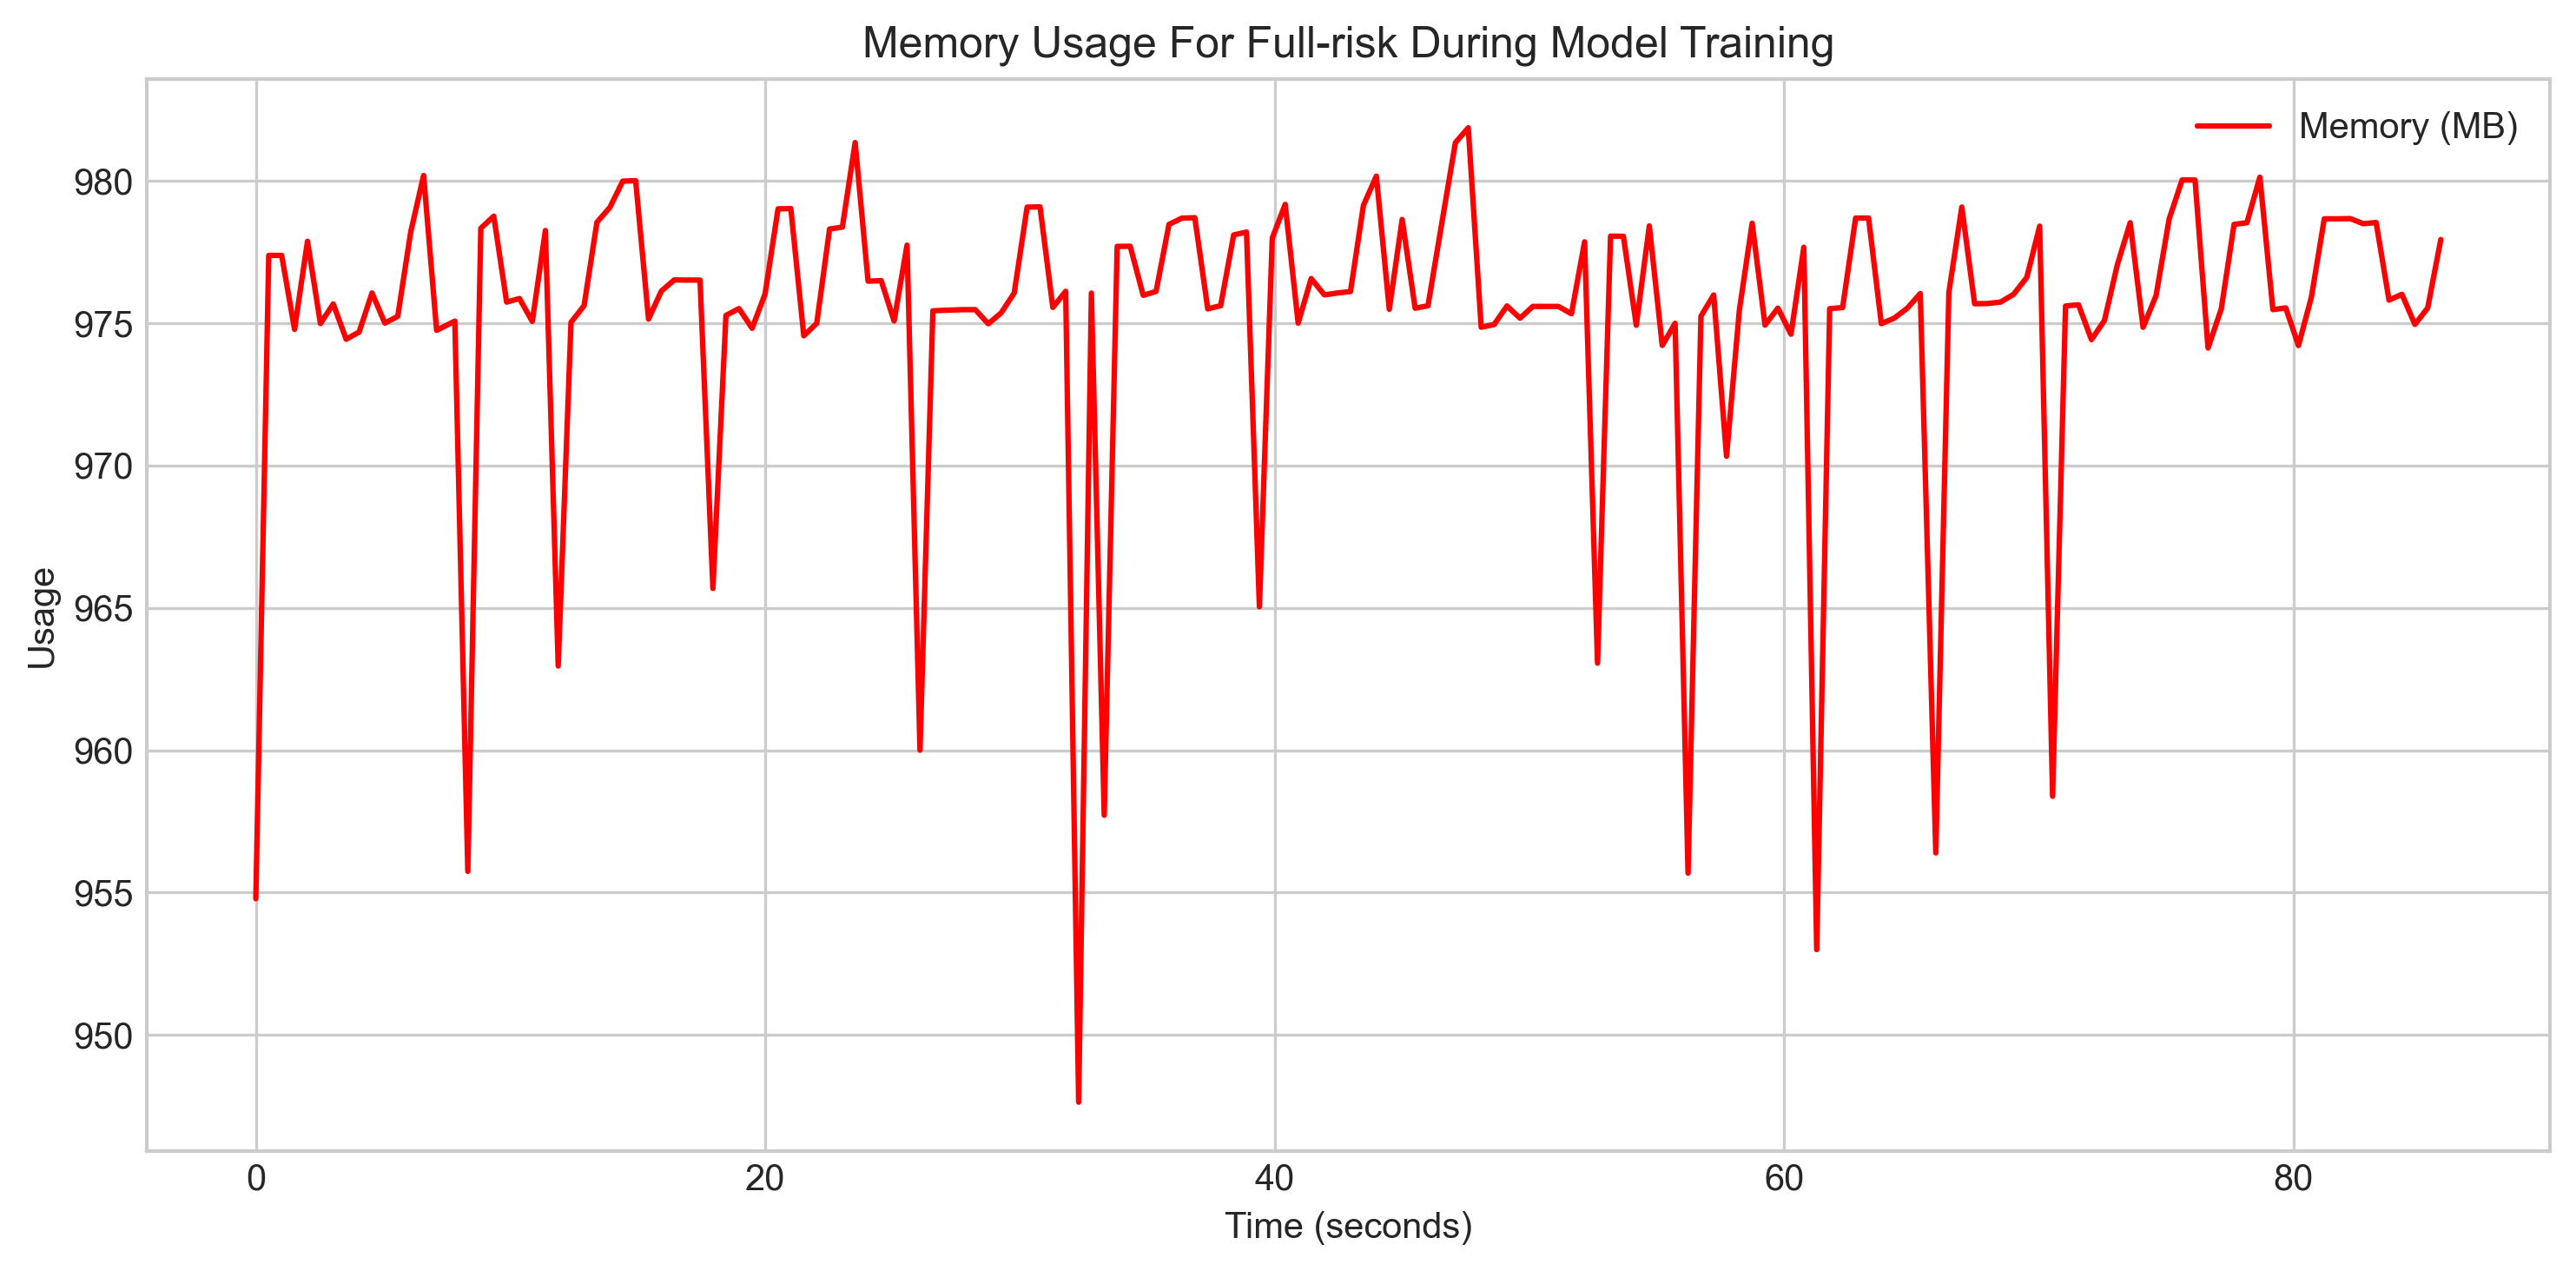 Memory Usage For Full-risk During Model Training
Memory (MB)
980
975
970
965
960
955
950
Usage
0 20 40 60 80
Time (seconds)